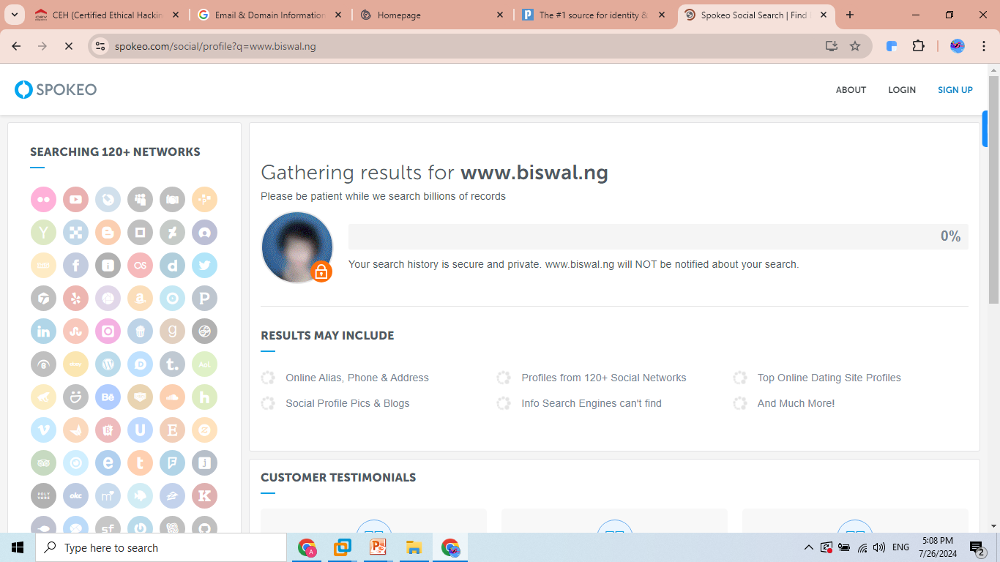 CEH (Certified Ethical Hackin
Email & Domain Information
Homepage
The #1 source for identity &
Spokeo Social Search | Find
spokeo.com/social/profile?q=www.biswal.ng
SPOKEO
ABOUT
LOGIN
SIGN UP
SEARCHING 120+ NETWORKS
Gathering results for www.biswal.ng
Please be patient while we search billions of records
0%
Your search history is secure and private. www.biswal.ng will NOT be notified about your search.
RESULTS MAY INCLUDE
Online Alias, Phone & Address
Profiles from 120+ Social Networks
Top Online Dating Site Profiles
Social Profile Pics & Blogs
Info Search Engines can't find
And Much More!
CUSTOMER TESTIMONIALS
Type here to search
ENG
5:08 PM
7/26/2024
2